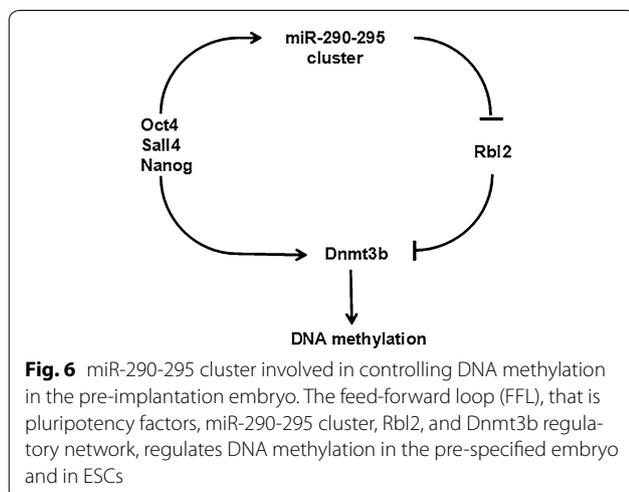 miR-290-295
cluster
Oct4
Sall4
Nanog
Rbl2
Dnmt3b
DNA methylation
Fig. 6 miR-290-295 cluster involved in controlling DNA methylation
in the pre-implantation embryo. The feed-forward loop (FFL), that is
pluripotency factors, miR-290-295 cluster, Rbl2, and Dnmt3b regula-
tory network, regulates DNA methylation in the pre-specified embryo
and in ESCs